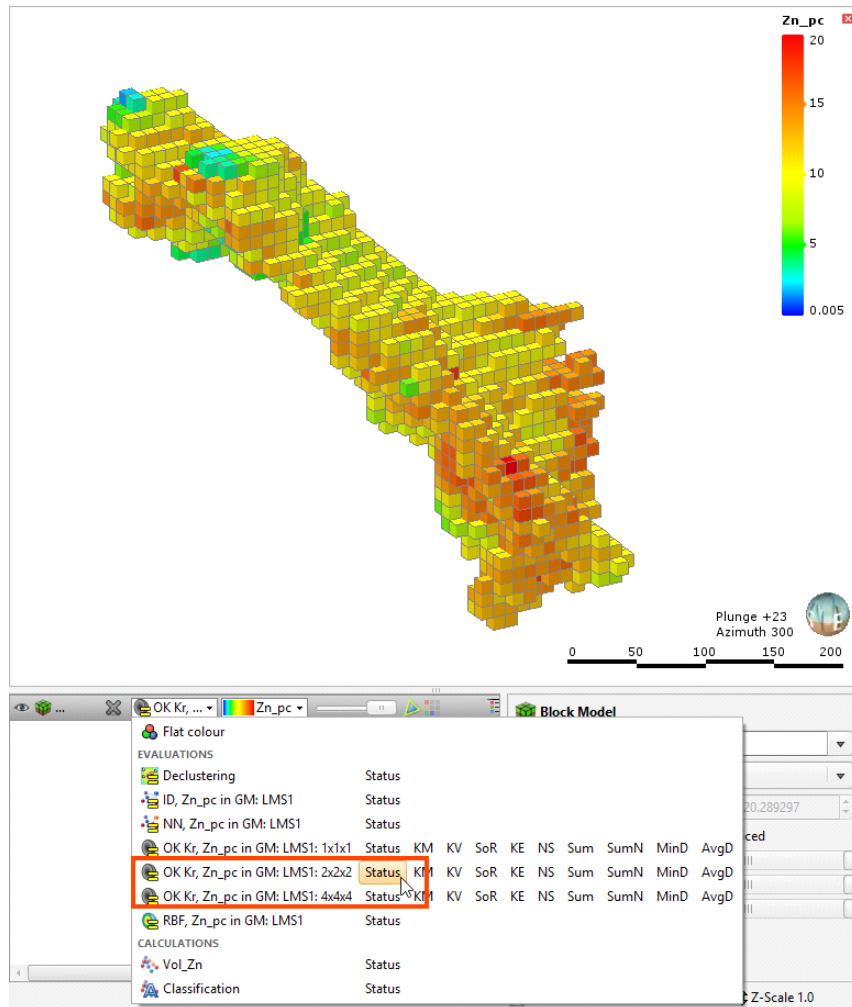 Zn_pc
20
15
10
5
0.005
Plunge +23
Azimuth 300
0 50 100 150 200
... OK Kr, ... Zn_pc
Block Model
Flat colour
EVALUATIONS
Declustering Status
ID, Zn_pc in GM: LMS1 Status
20.289297
NN, Zn_pc in GM: LMS1 Status
ced
OK Kr, Zn_pc in GM: LMS1: 1x1x1 Status KM KV SoR KE NS Sum SumN MinD AvgD
OK Kr, Zn_pc in GM: LMS1: 2x2x2 Status KM KV SoR KE NS Sum SumN MinD AvgD
OK Kr, Zn_pc in GM: LMS1: 4x4x4 Status KM KV SoR KE NS Sum SumN MinD AvgD
RBF, Zn_pc in GM: LMS1 Status
CALCULATIONS
Vol_Zn Status
Classification Status
Z-Scale 1.0